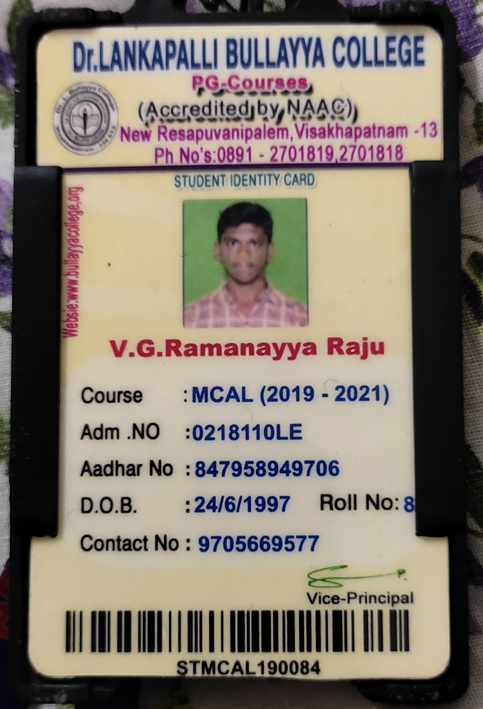 Dr.LANKAPALLI BULLAYYA COLLEGE
PG-Courses
(Accredited by NAAC)
New Resapuvanipalem,Visakhapatnam -13
Ph No's:0891 - 2701819,2701818
STUDENT IDENTITY CARD
Website:www.bullayyacollege.org
V.G.Ramanayya Raju
Course :MCAL (2019 - 2021)
Adm .NO :0218110LE
Aadhar No :847958949706
D.O.B. :24/6/1997 Roll No:8
Contact No : 9705669577
Vice-Principal
STMCAL190084